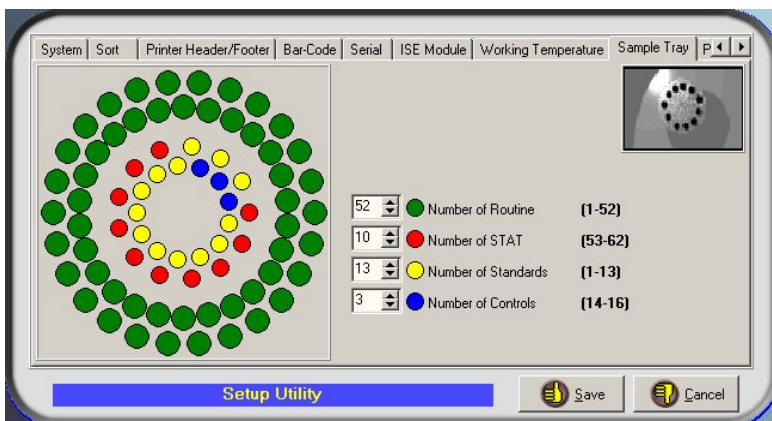 System Sort Printer Header/Footer Bar-Code Serial ISE Module Working Temperature Sample Tray P
52 Number of Routine (1-52)
10 Number of STAT (53-62)
13 Number of Standards (1-13)
3 Number of Controls (14-16)
Setup Utility Save Cancel